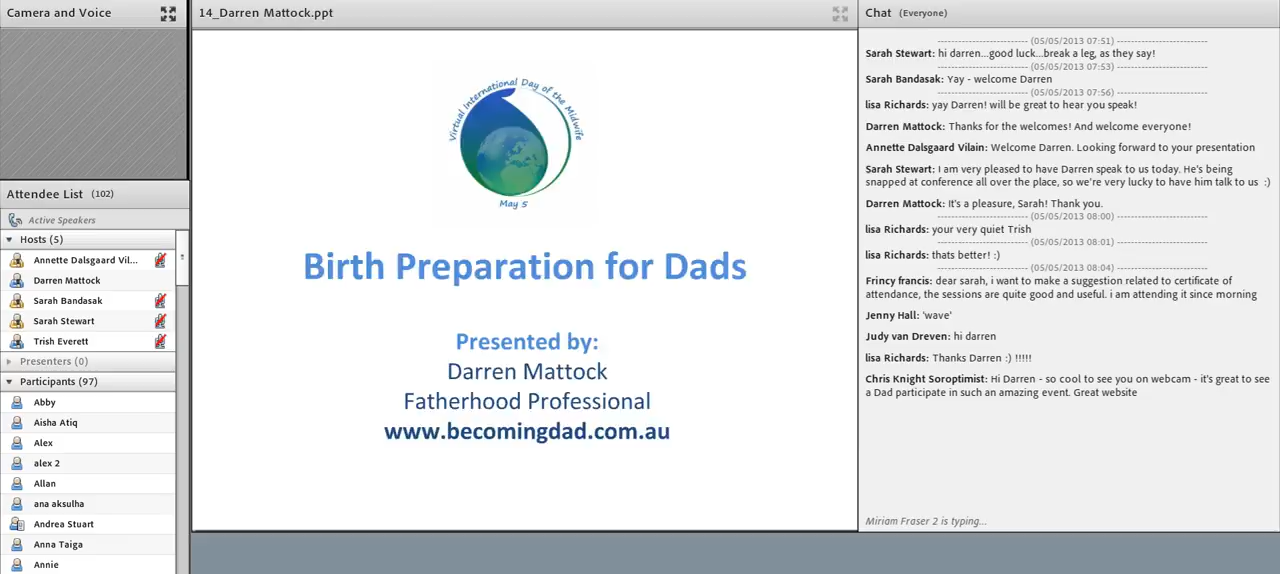 Camera and Voice
Attendee List (102)
Active Speakers
Hosts (5)
Annette Dalsgaard Vil...
Darren Mattock
Sarah Bandasak
Sarah Stewart
Trish Everett
Presenters (0)
Participants (97)
Abby
Aisha Atiq
Alex
alex 2
Allan
ana aksulha
Andrea Stuart
Anna Taiga
Annie
14_Darren Mattock.ppt
Virtual International Day of the Midwife
May 5
Birth Preparation for Dads
Presented by:
Darren Mattock
Fatherhood Professional
www.becomingdad.com.au
Chat (Everyone)
------------------------- (05/05/2013 07:51) -------------------------
Sarah Stewart: hi darren...good luck...break a leg, as they say!
------------------------- (05/05/2013 07:53) -------------------------
Sarah Bandasak: Yay - welcome Darren
------------------------- (05/05/2013 07:56) -------------------------
lisa Richards: yay Darren! will be great to hear you speak!
Darren Mattock: Thanks for the welcomes! And welcome everyone!
Annette Dalsgaard Vilain: Welcome Darren. Looking forward to your presentation
Sarah Stewart: I am very pleased to have Darren speak to us today. He's being
snapped at conference all over the place, so we're very lucky to have him talk to us :)
Darren Mattock: It's a pleasure, Sarah! Thank you.
------------------------- (05/05/2013 08:00) -------------------------
lisa Richards: your very quiet Trish
------------------------- (05/05/2013 08:01) -------------------------
lisa Richards: thats better! :)
------------------------- (05/05/2013 08:04) -------------------------
Frincy francis: dear sarah, i want to make a suggestion related to certificate of
attendance, the sessions are quite good and useful. i am attending it since morning
Jenny Hall: 'wave'
Judy van Dreven: hi darren
lisa Richards: Thanks Darren :) !!!!!
Chris Knight Soroptimist: Hi Darren - so cool to see you on webcam - it's great to see
a Dad participate in such an amazing event. Great website
Miriam Fraser 2 is typing...